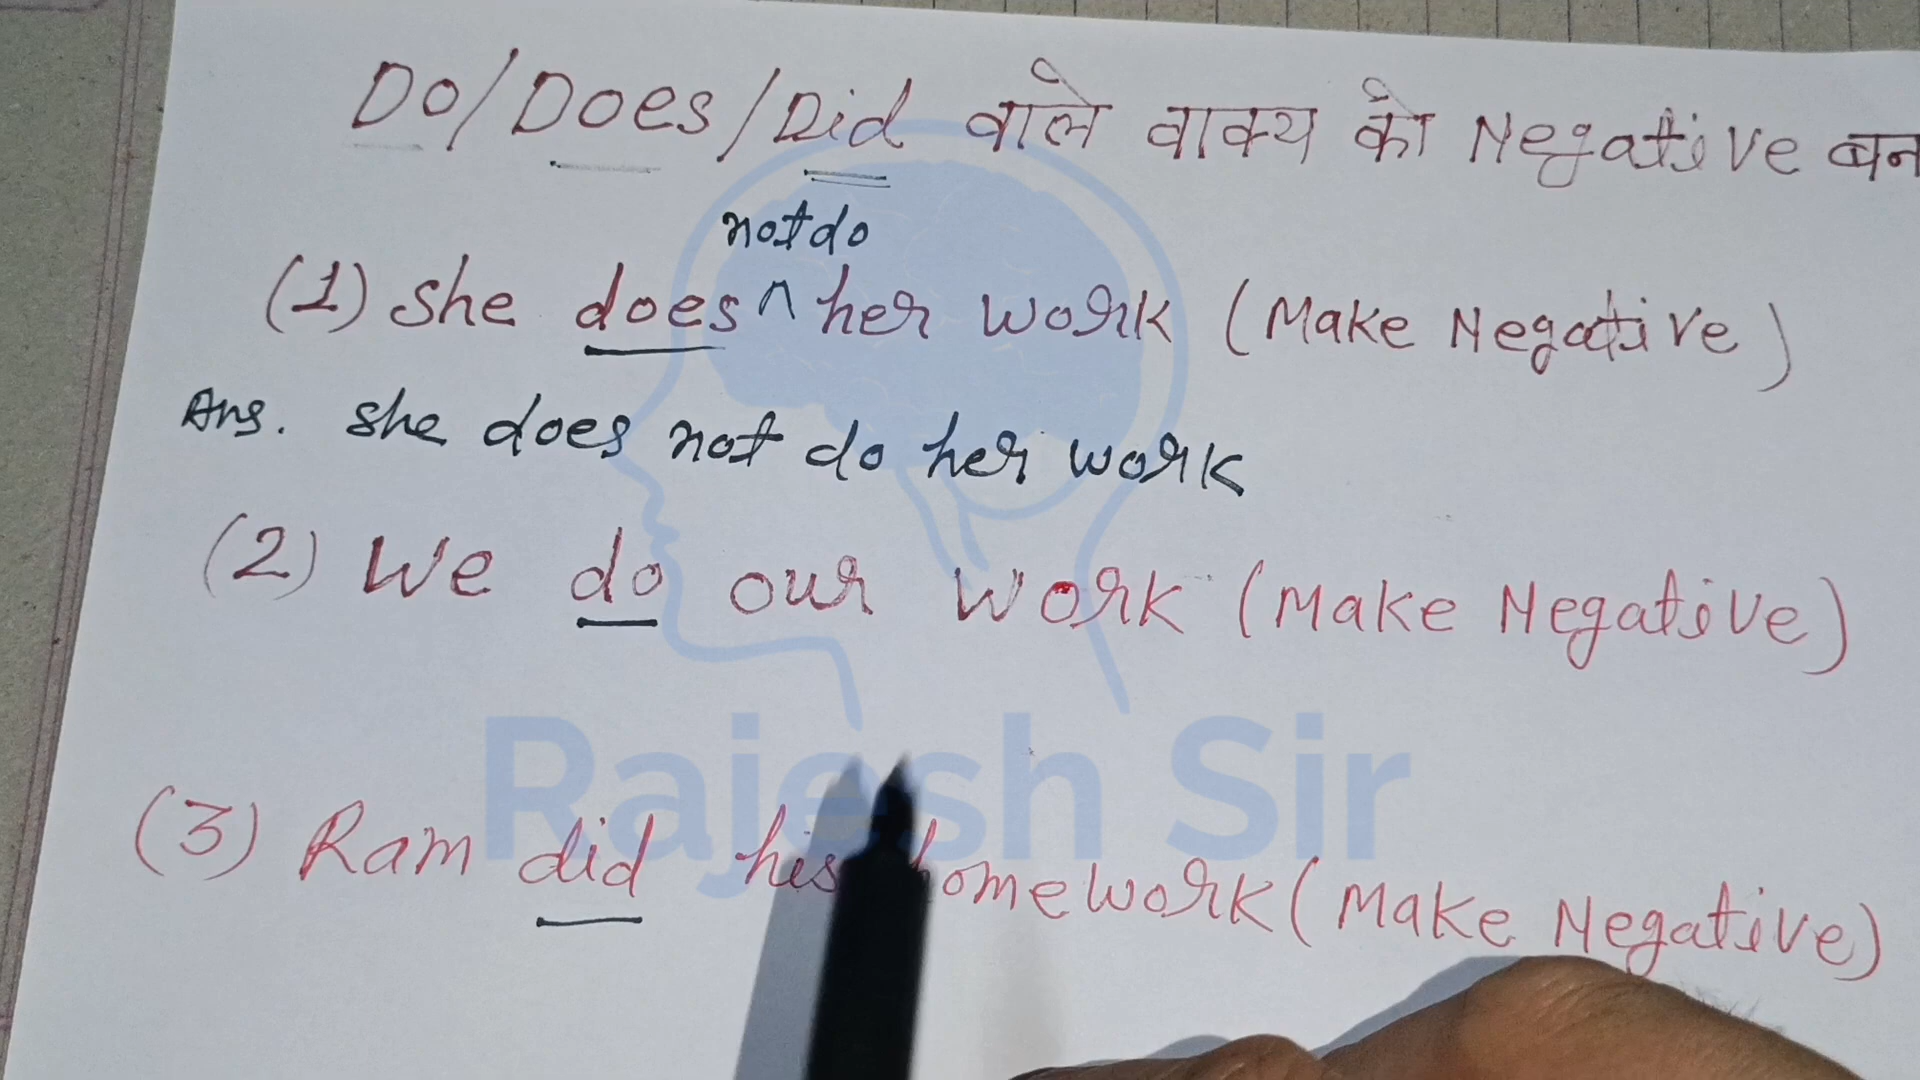 Do/Does/Did वाले वाक्य को Negative बन
not do
(1) She does ^ her work (Make Negative)
Ans. She does not do her work
(2) We do our work (Make Negative)
Rajesh Sir
(3) Ram did his homework (Make Negative)